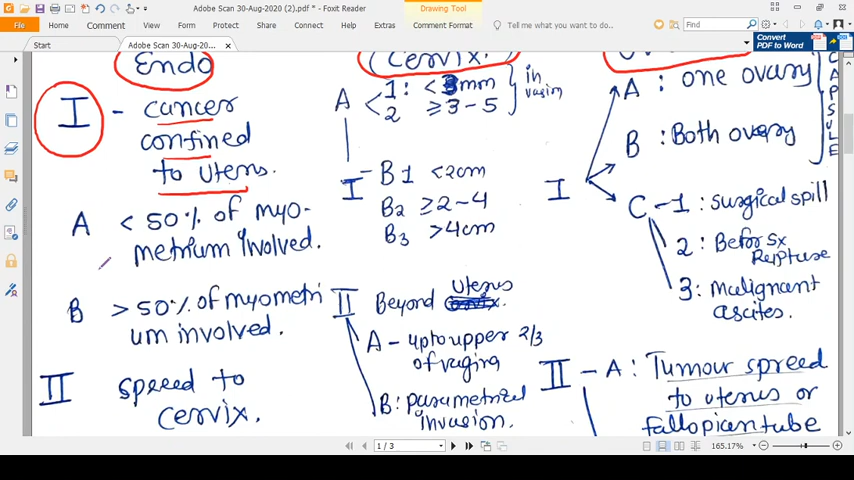 Adobe Scan 30-Aug-2020 (2).pdf * - Foxit Reader
Drawing Tool
File
Home
Comment
View
Form
Protect
Share
Connect
Help
Extras
Comment Format
Tell me what you want to do...
Find
Start
Adobe Scan 30-Aug-2020...
Convert
PDF to Word
Endo
I - cancer
confined
to Uterus.
A < 50% of myo-
metrium involved.
B > 50% of myometri
um involved.
II spreed to
cervix.
(Cervix.
A 1: < 3mm
2 ≥ 3 - 5
in
vasion
I - B1 < 2cm
B2 ≥ 2 - 4
B3 > 4cm
II Beyond Uterus
A - upto upper 2/3
of vagina
B: parametrial
invasion.
I A : one ovary
B : Both ovary
CAPSULE
C - 1 : Surgical spill
2 : Before Sx
Rupture
3 : Malignant
ascites.
II - A : Tumour spreed
to uterus or
fallopian tube
1 / 3
165.17%